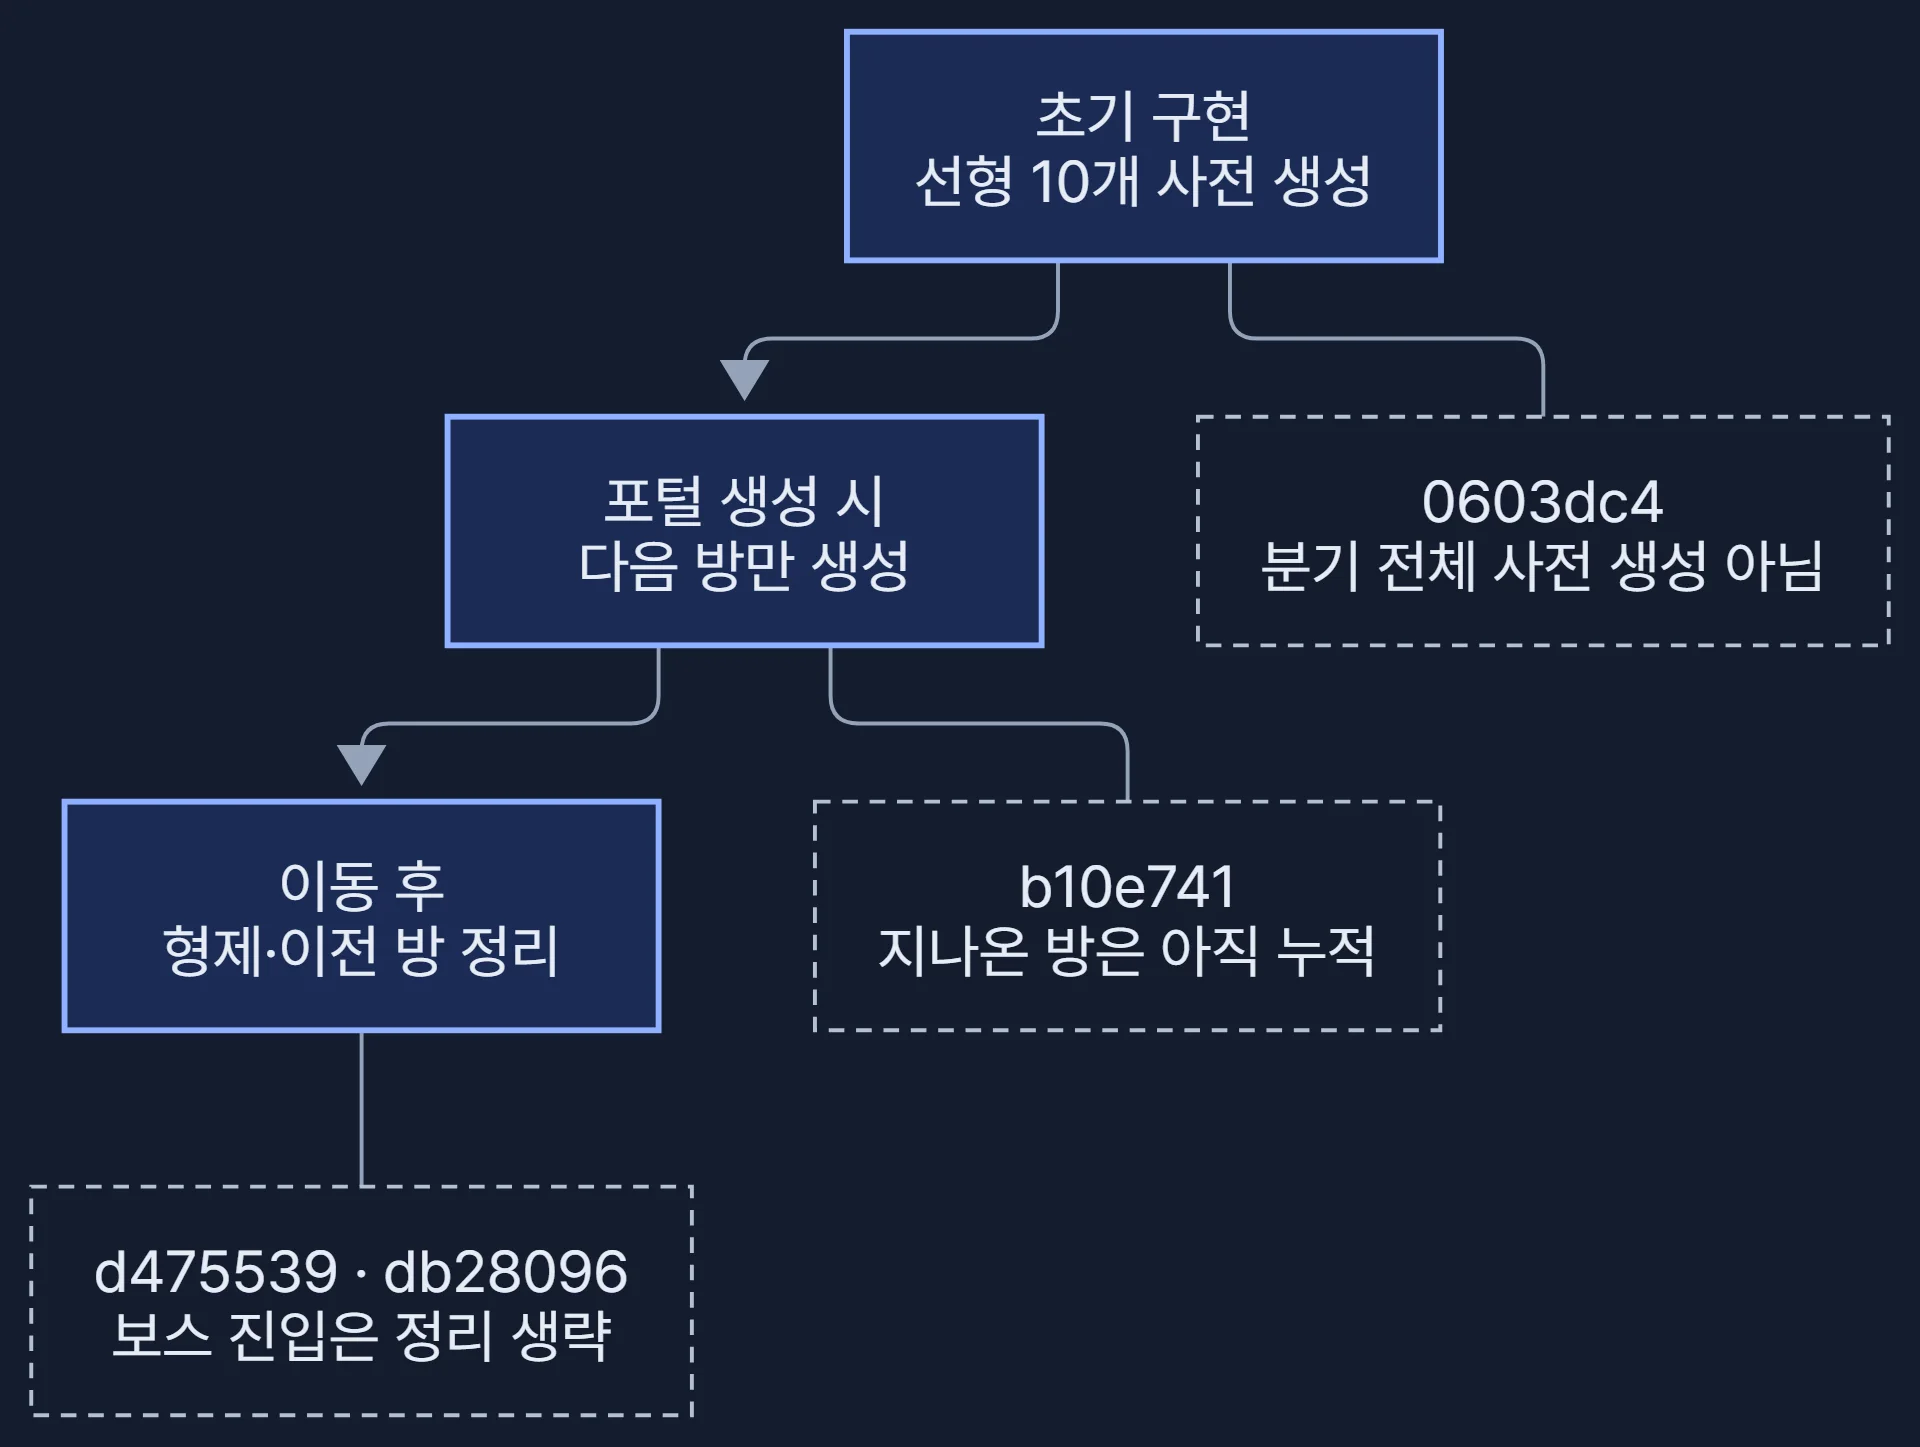 초기 구현
선형 10개 사전 생성
포털 생성 시
다음 방만 생성
0603dc4
분기 전체 사전 생성 아님
이동 후
형제·이전 방 정리
b10e741
지나온 방은 아직 누적
d475539 · db28096
보스 진입은 정리 생략